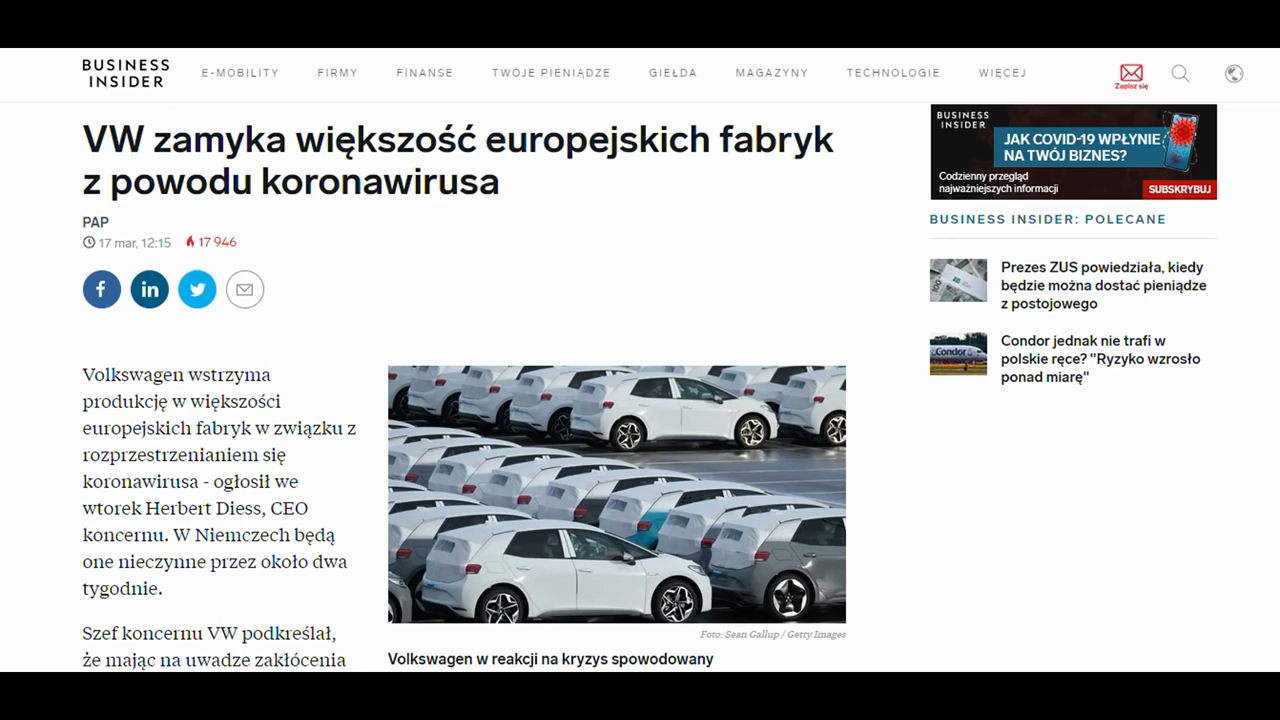 BUSINESS
INSIDER
E-MOBILITY
FIRMY
FINANSE
TWOJE PIENIĄDZE
GIEŁDA
MAGAZYNY
TECHNOLOGIE
WIĘCEJ
Zapisz się
VW zamyka większość europejskich fabryk
z powodu koronawirusa
PAP
17 mar, 12:15
17 946
Volkswagen wstrzyma
produkcję w większości
europejskich fabryk w związku z
rozprzestrzenianiem się
koronawirusa - ogłosił we
wtorek Herbert Diess, CEO
koncernu. W Niemczech będą
one nieczynne przez około dwa
tygodnie.
Szef koncernu VW podkreślał,
że mając na uwadze zakłócenia
Foto: Sean Gallup / Getty Images
Volkswagen w reakcji na kryzys spowodowany
BUSINESS
INSIDER
JAK COVID-19 WPŁYNIE
NA TWÓJ BIZNES?
Codzienny przegląd
najważniejszych informacji
SUBSKRYBUJ
BUSINESS INSIDER: POLECANE
Prezes ZUS powiedziała, kiedy
będzie można dostać pieniądze
z postojowego
Condor
Condor jednak nie trafi w
polskie ręce? "Ryzyko wzrosło
ponad miarę"